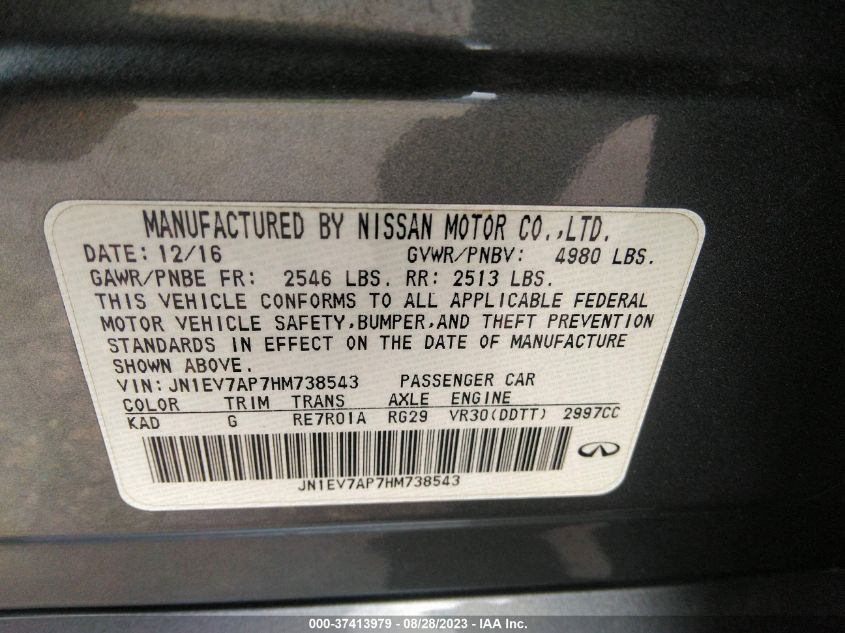 MANUFACTURED BY NISSAN MOTOR CO.,LTD.
DATE: 12/16 GVWR/PNBV: 4980 LBS.
GAWR/PNBE FR: 2546 LBS. RR: 2513 LBS.
THIS VEHICLE CONFORMS TO ALL APPLICABLE FEDERAL
MOTOR VEHICLE SAFETY,BUMPER,AND THEFT PREVENTION
STANDARDS IN EFFECT ON THE DATE OF MANUFACTURE
SHOWN ABOVE.
VIN: JN1EV7AP7HM738543 PASSENGER CAR
COLOR TRIM TRANS AXLE ENGINE
KAD G RE7R01A RG29 VR30(DDTT) 2997CC
JN1EV7AP7HM738543
000-37413979 - 08/28/2023 - IAA Inc.